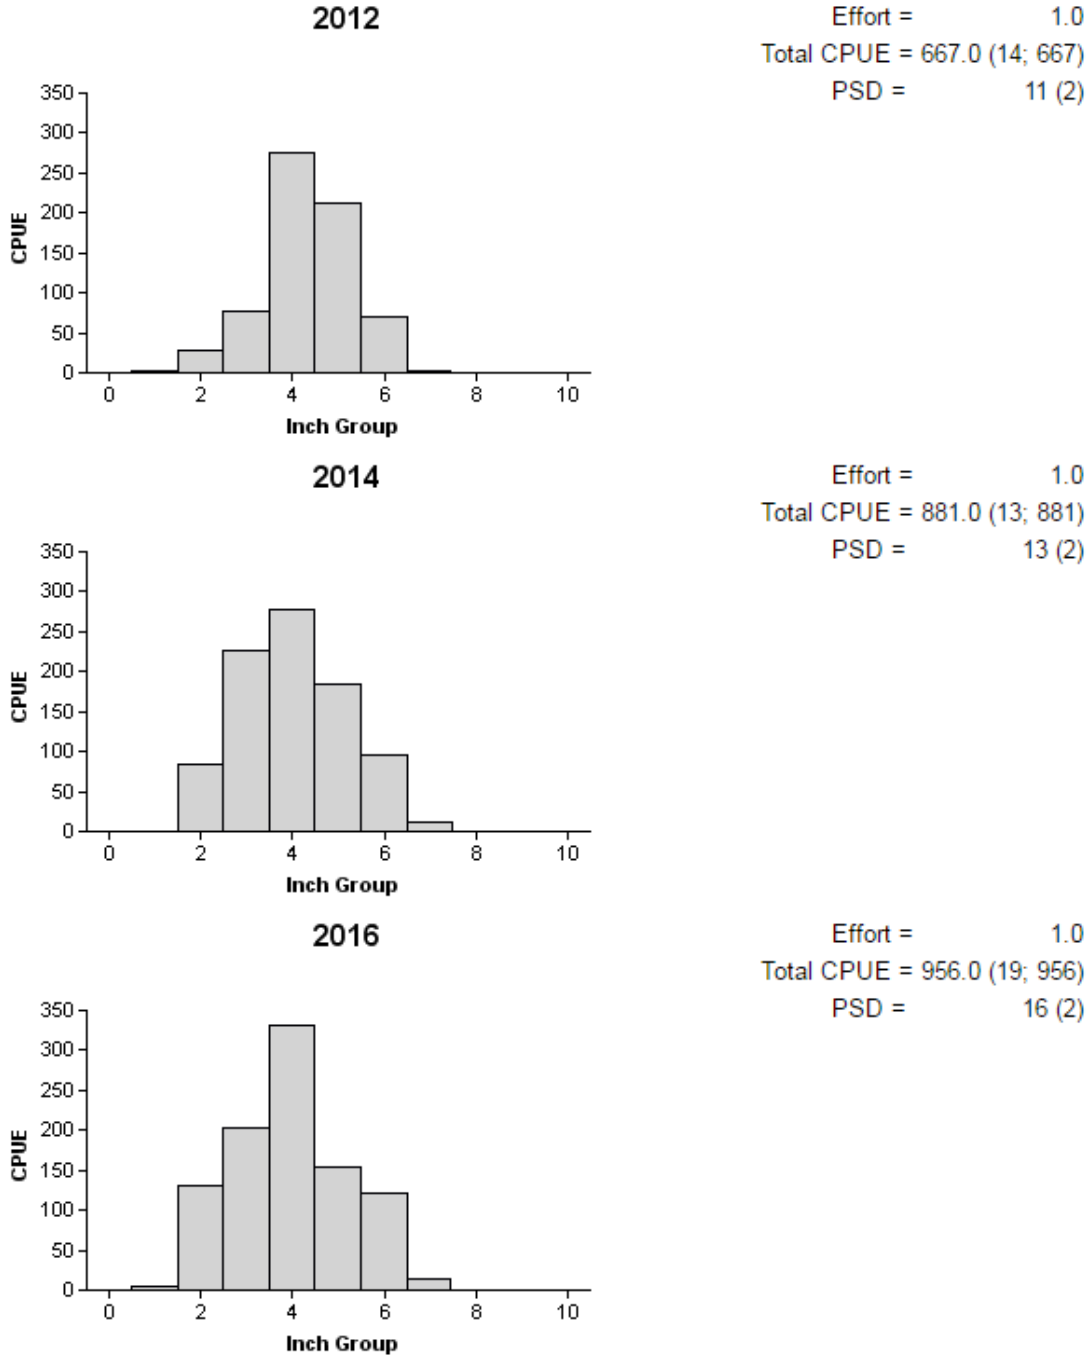 2012
Effort = 1.0
Total CPUE = 667.0 (14; 667)
PSD = 11 (2)
350
300
250
200
150
100
50
0
CPUE
0 2 4 6 8 10
Inch Group
2014
Effort = 1.0
Total CPUE = 881.0 (13; 881)
PSD = 13 (2)
350
300
250
200
150
100
50
0
CPUE
0 2 4 6 8 10
Inch Group
2016
Effort = 1.0
Total CPUE = 956.0 (19; 956)
PSD = 16 (2)
350
300
250
200
150
100
50
0
CPUE
0 2 4 6 8 10
Inch Group